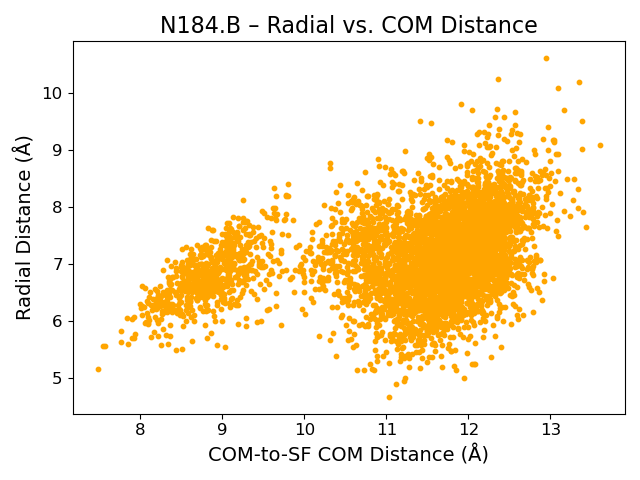 N184.B – Radial vs. COM Distance
Radial Distance (Å)
10
9
8
7
6
5
8 9 10 11 12 13
COM-to-SF COM Distance (Å)